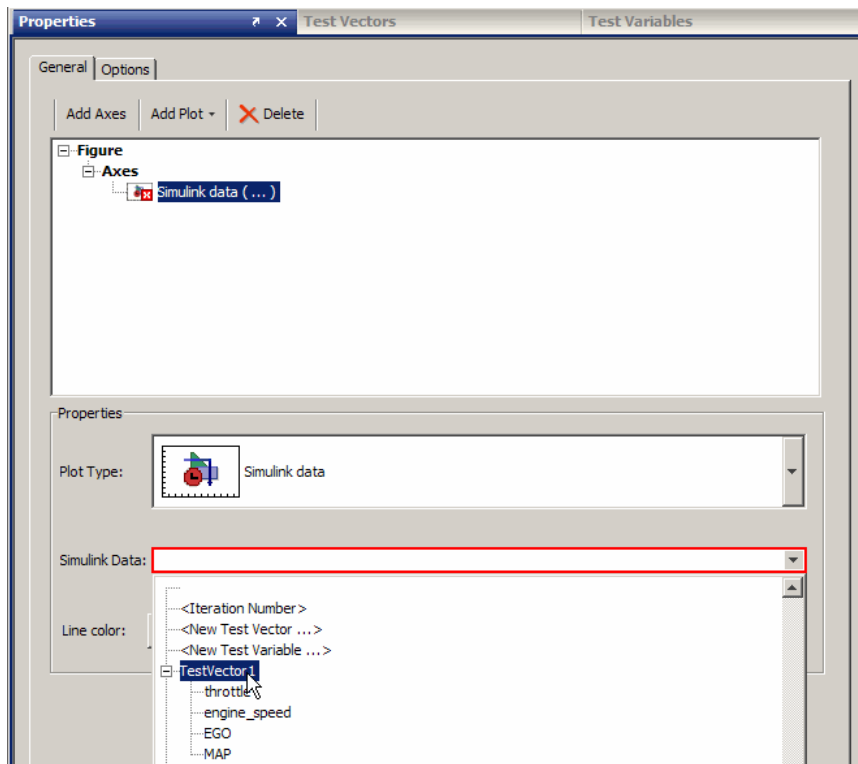 Properties Test Vectors Test Variables
General Options
Add Axes Add Plot Delete
Figure
Axes
Simulink data ( ... )
Properties
Plot Type: Simulink data
Simulink Data:
<Iteration Number>
<New Test Vector ...>
Line color: <New Test Variable ...>
TestVector1
throttle
engine_speed
EGO
MAP